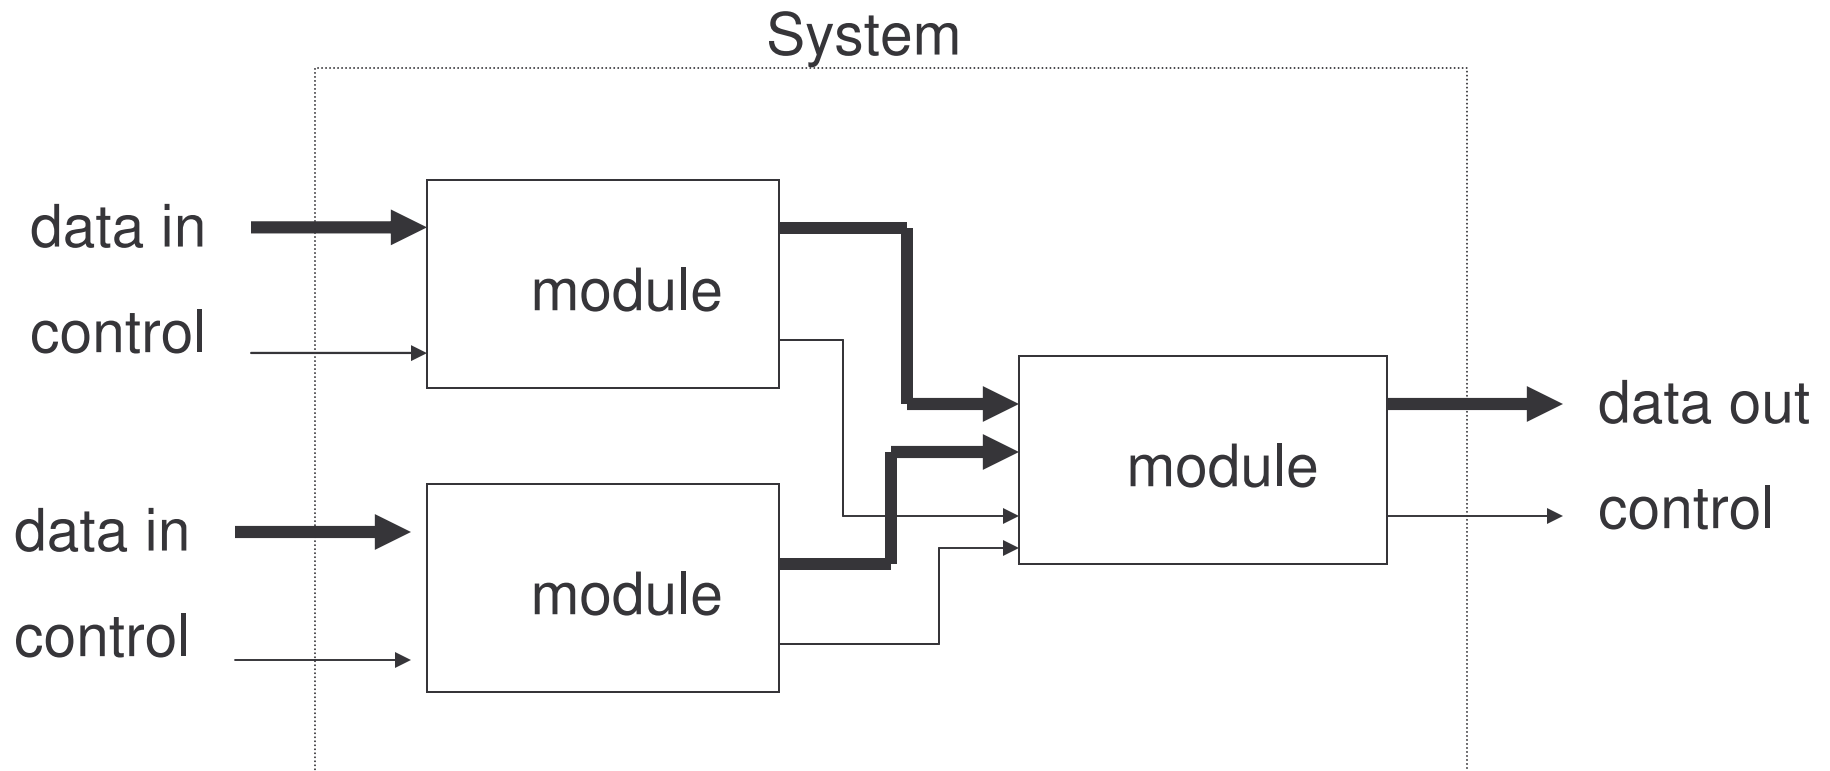 System
data in
control
module
data in
control
module
module
data out
control